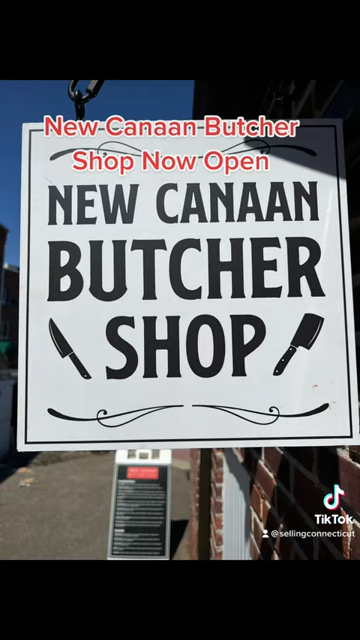 New Canaan Butcher
Shop Now Open
NEW CANAAN
BUTCHER
SHOP
TikTok
@sellingconnecticut